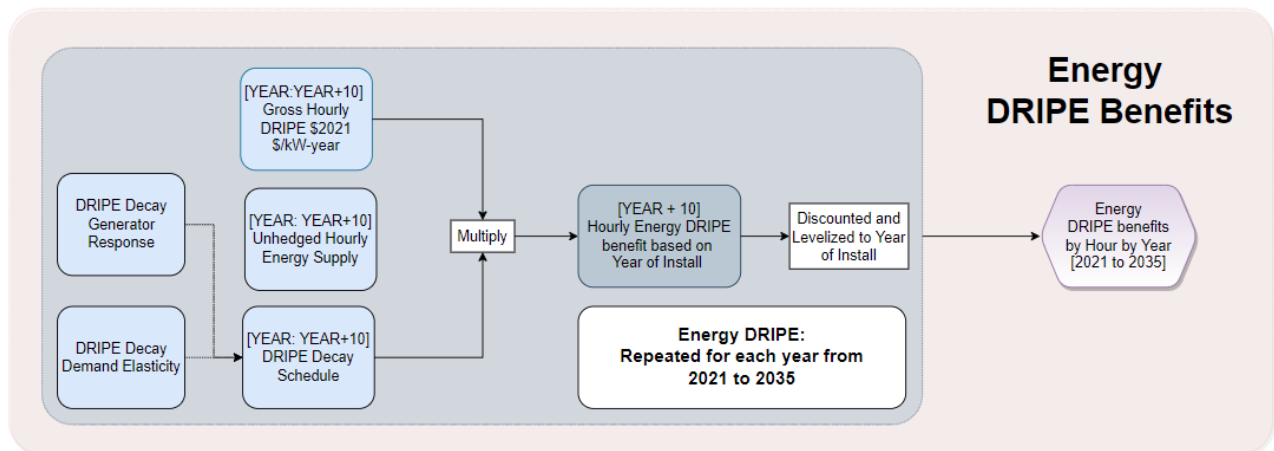 Energy
DRIPE Benefits
[YEAR:YEAR+10]
Gross Hourly
DRIPE $2021
$/kW-year
DRIPE Decay
Generator
Response
[YEAR: YEAR+10]
Unhedged Hourly
Energy Supply
DRIPE Decay
Demand Elasticity
[YEAR: YEAR+10]
DRIPE Decay
Schedule
Multiply
[YEAR + 10]
Hourly Energy DRIPE
benefit based on
Year of Install
Discounted and
Levelized to Year
of Install
Energy DRIPE:
Repeated for each year from
2021 to 2035
Energy
DRIPE benefits
by Hour by Year
[2021 to 2035]